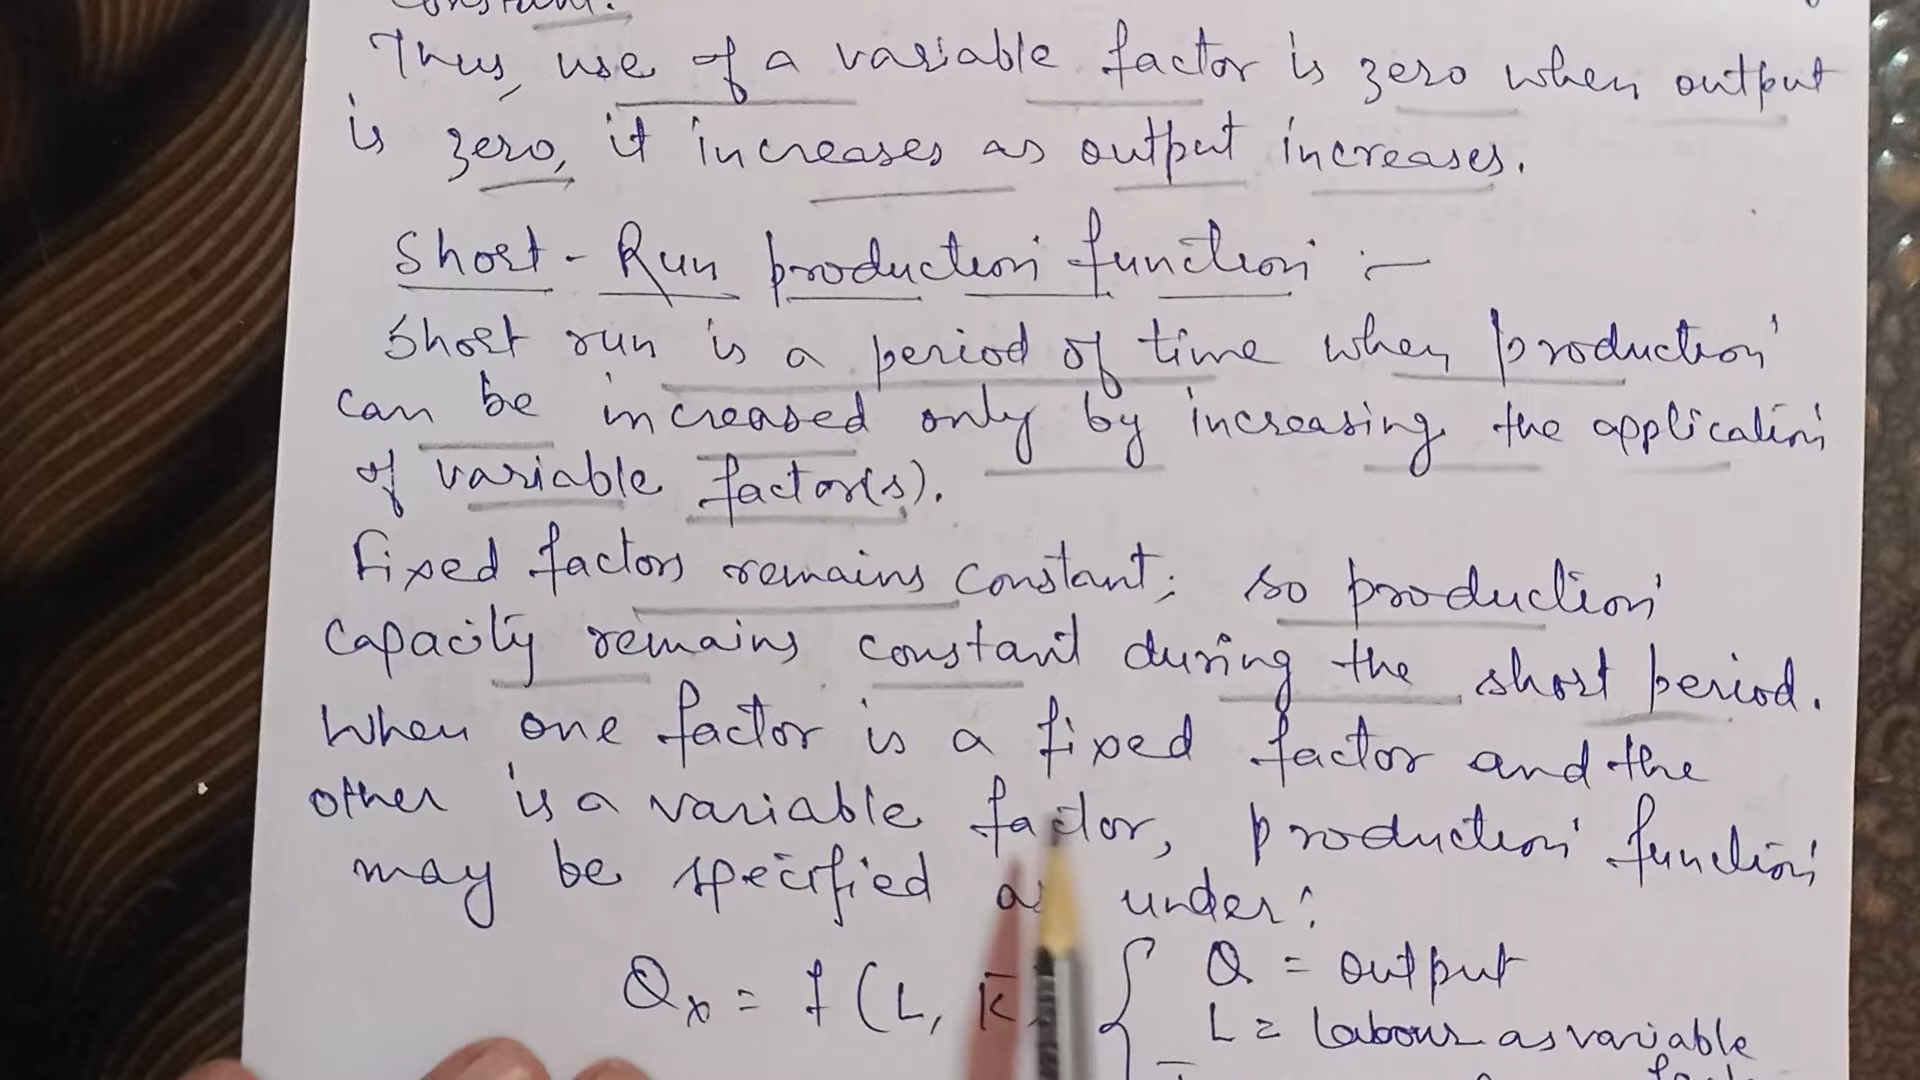 constant.
Thus, use of a variable factor is zero when output
is zero, it increases as output increases.
Short-Run production function :-
Short run is a period of time when production
can be increased only by increasing the application
of variable factor(s).
Fixed factors remains constant; so production
capacity remains constant during the short period.
When one factor is a fixed factor and the
other is a variable factor, production function
may be specified as under:
Qx = f (L, K̅
{ Q = output
L = labour as variable